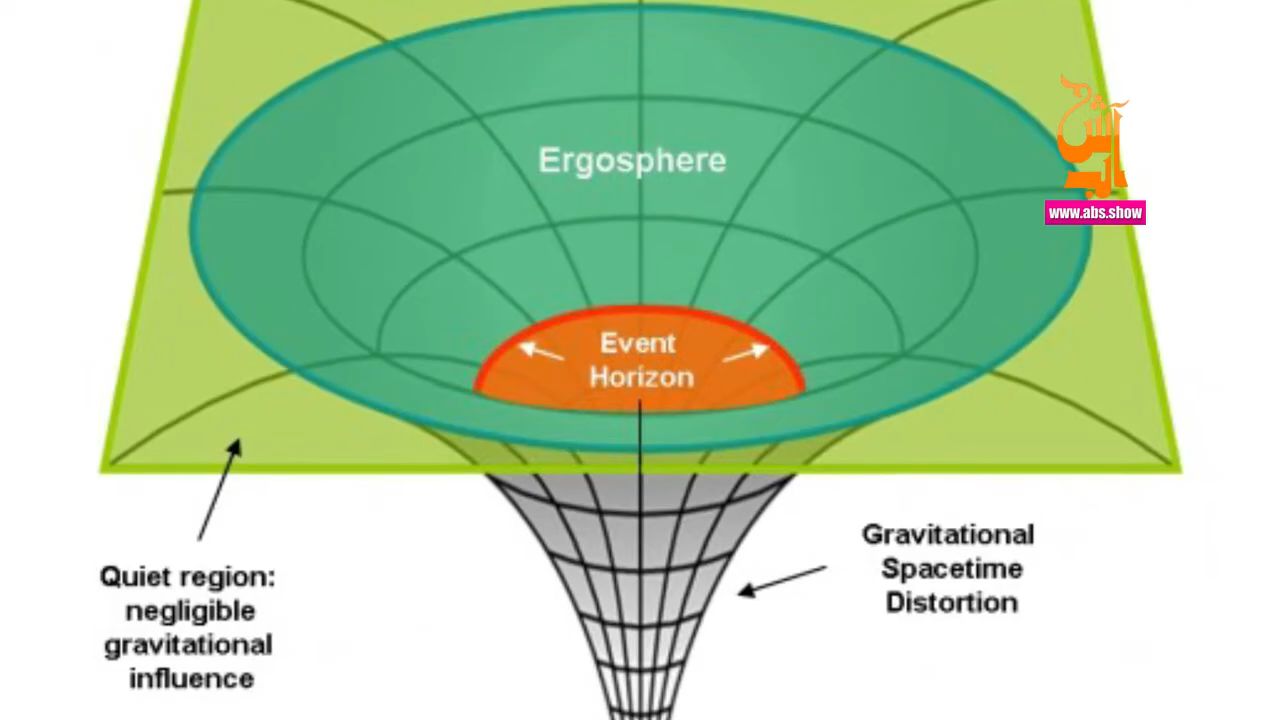 Ergosphere
Event
Horizon
Quiet region:
negligible
gravitational
influence
Gravitational
Spacetime
Distortion
www.abs.show